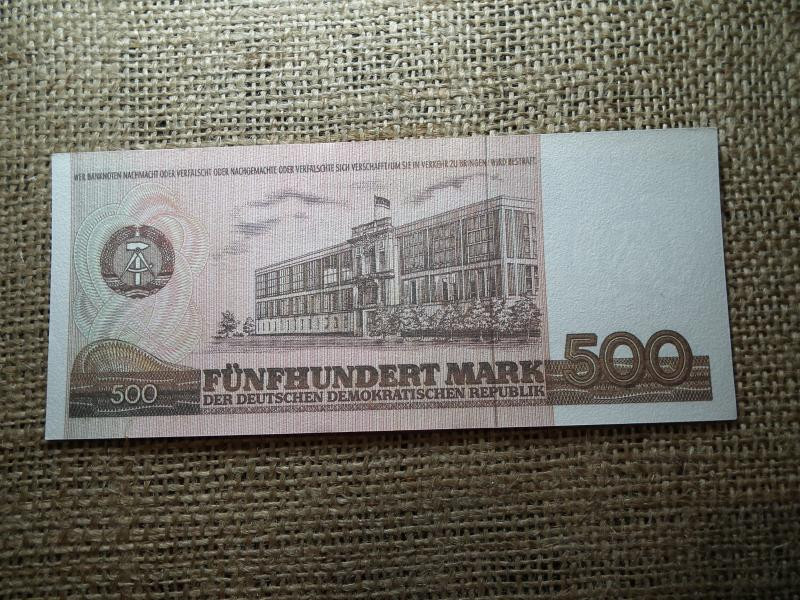 WER BANKNOTEN NACHMACHT ODER VERFÄLSCHT ODER NACHGEMACHTE ODER VERFÄLSCHTE SICH VERSCHAFFT UM SIE IN VERKEHR ZU BRINGEN, WIRD BESTRAFT.
500
FÜNFHUNDERT MARK
DER DEUTSCHEN DEMOKRATISCHEN REPUBLIK
500